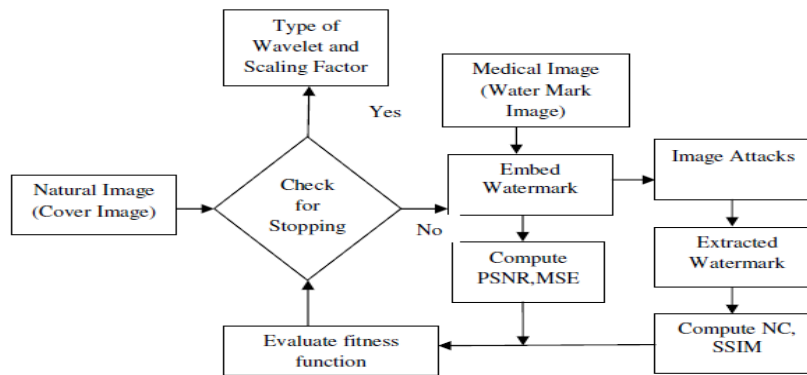 Type of
Wavelet and
Scaling Factor
Medical Image
(Water Mark
Image)
Yes
Natural Image
(Cover Image)
Check
for
Stopping
No
Embed
Watermark
Image Attacks
Compute
PSNR,MSE
Extracted
Watermark
Evaluate fitness
function
Compute NC,
SSIM